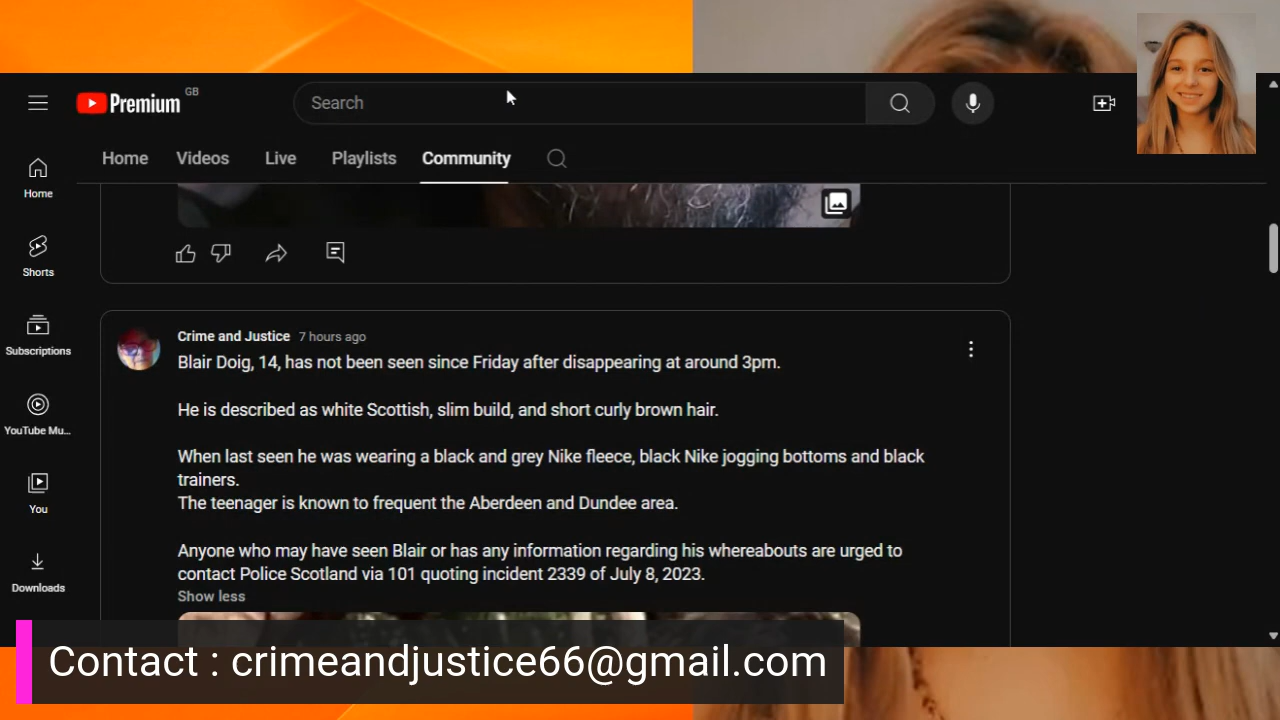 Premium GB
Search
Home Videos Live Playlists Community
Home
Shorts
Subscriptions
YouTube Mu...
You
Downloads
Crime and Justice 7 hours ago
Blair Doig, 14, has not been seen since Friday after disappearing at around 3pm.
He is described as white Scottish, slim build, and short curly brown hair.
When last seen he was wearing a black and grey Nike fleece, black Nike jogging bottoms and black
trainers.
The teenager is known to frequent the Aberdeen and Dundee area.
Anyone who may have seen Blair or has any information regarding his whereabouts are urged to
contact Police Scotland via 101 quoting incident 2339 of July 8, 2023.
Show less
Contact : crimeandjustice66@gmail.com